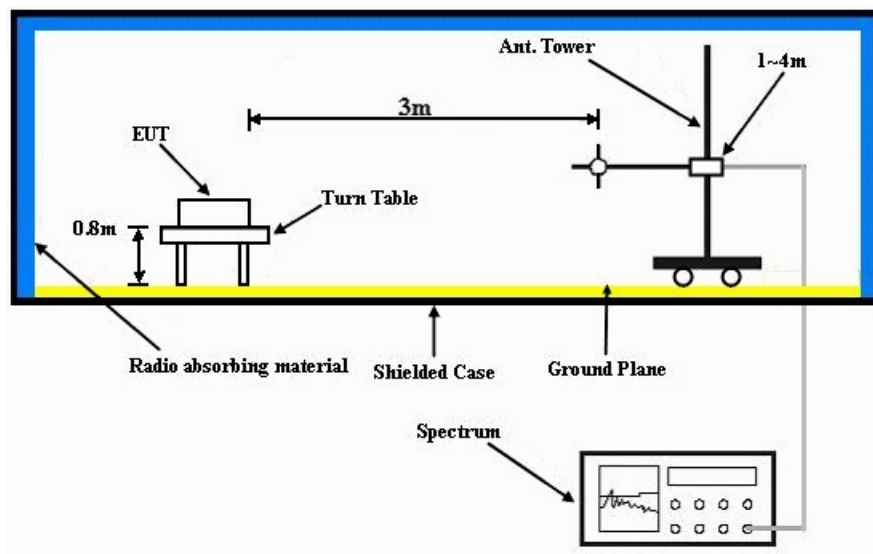 Ant. Tower
1~4m
3m
EUT
Turn Table
0.8m
Radio absorbing material
Shielded Case
Ground Plane
Spectrum